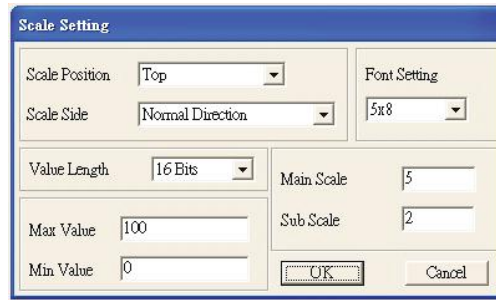 Scale Setting
Scale Position Top
Font Setting
Scale Side Normal Direction
5x8
Value Length 16 Bits
Main Scale 5
Max Value 100
Sub Scale 2
Min Value 0
OK Cancel